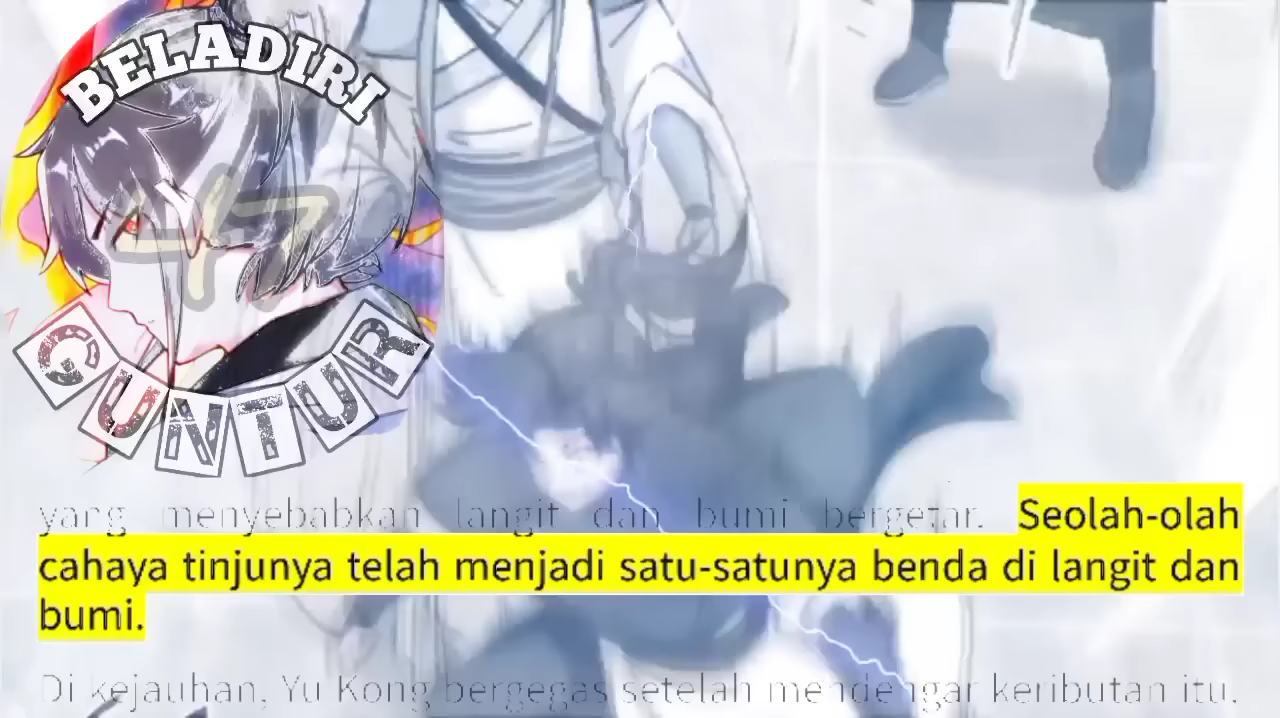 BELADIRI
47
GUNTUR
yang menyebabkan langit dan bumi bergetar. Seolah-olah
cahaya tinjunya telah menjadi satu-satunya benda di langit dan
bumi.
Di kejauhan, Yu Kong bergegas setelah mendengar keributan itu.